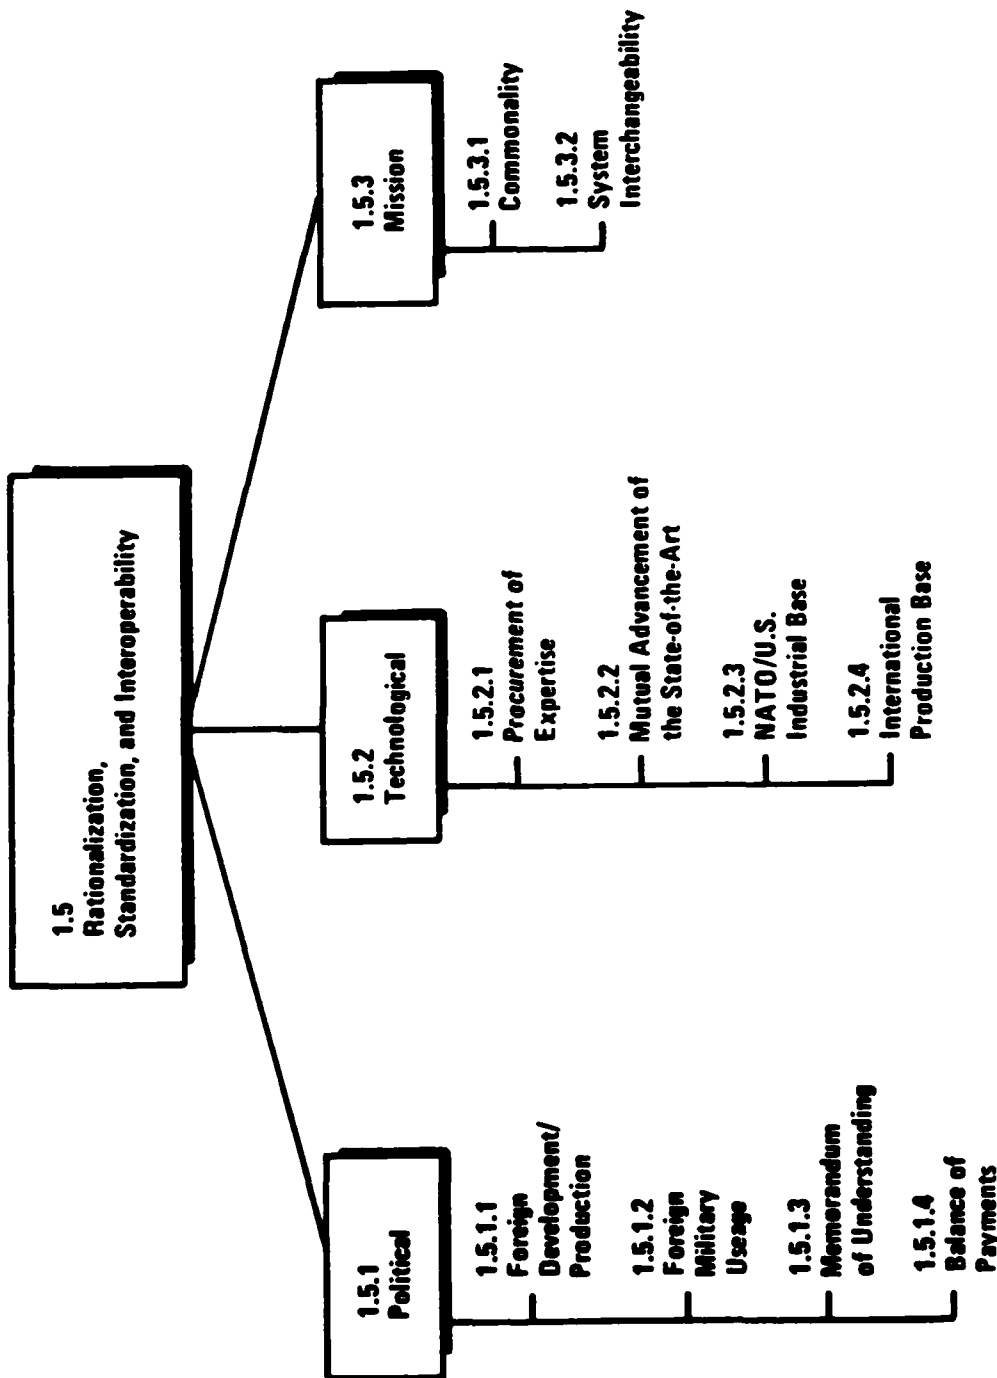 1.5
Rationalization,
Standardization, and Interoperability
1.5.1
Political
1.5.1.1
Foreign
Development/
Production
1.5.1.2
Foreign
Military
Useage
1.5.1.3
Memorandum
of Understanding
1.5.1.4
Balance of
Payments
1.5.2
Technological
1.5.2.1
Procurement of
Expertise
1.5.2.2
Mutual Advancement of
the State-of-the-Art
1.5.2.3
NATO/U.S.
Industrial Base
1.5.2.4
International
Production Base
1.5.3
Mission
1.5.3.1
Commonality
1.5.3.2
System
Interchangeability